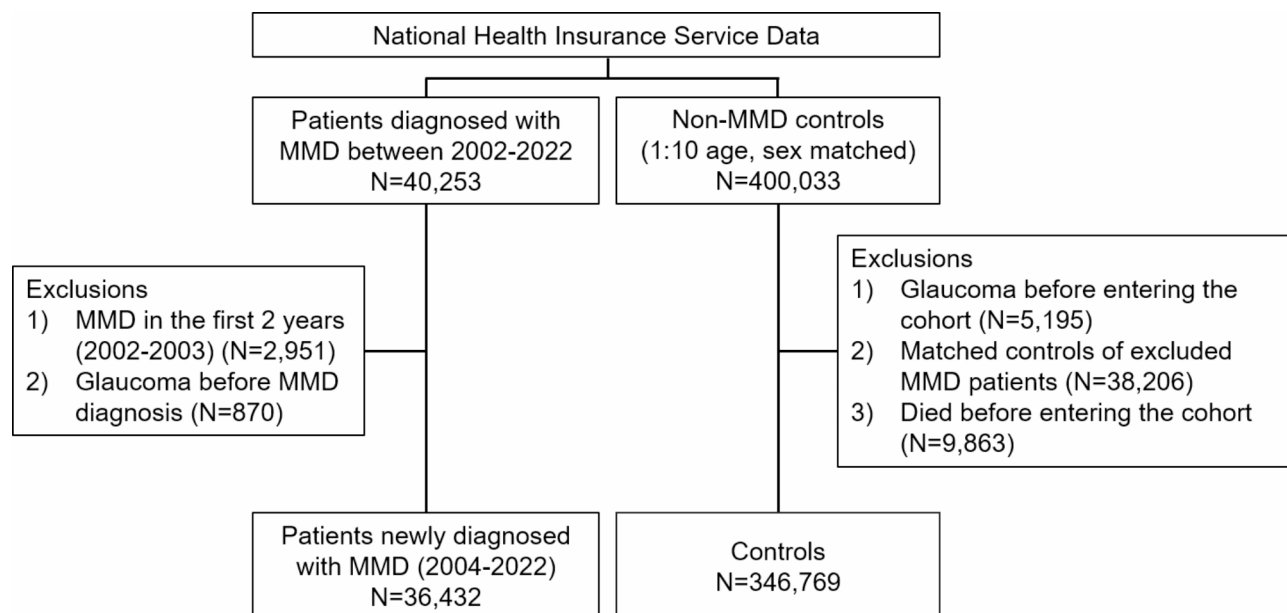 National Health Insurance Service Data
Patients diagnosed with
MMD between 2002-2022
N=40,253
Non-MMD controls
(1:10 age, sex matched)
N=400,033
Exclusions
1) MMD in the first 2 years
(2002-2003) (N=2,951)
2) Glaucoma before MMD
diagnosis (N=870)
Exclusions
1) Glaucoma before entering the
cohort (N=5,195)
2) Matched controls of excluded
MMD patients (N=38,206)
3) Died before entering the cohort
(N=9,863)
Patients newly diagnosed
with MMD (2004-2022)
N=36,432
Controls
N=346,769